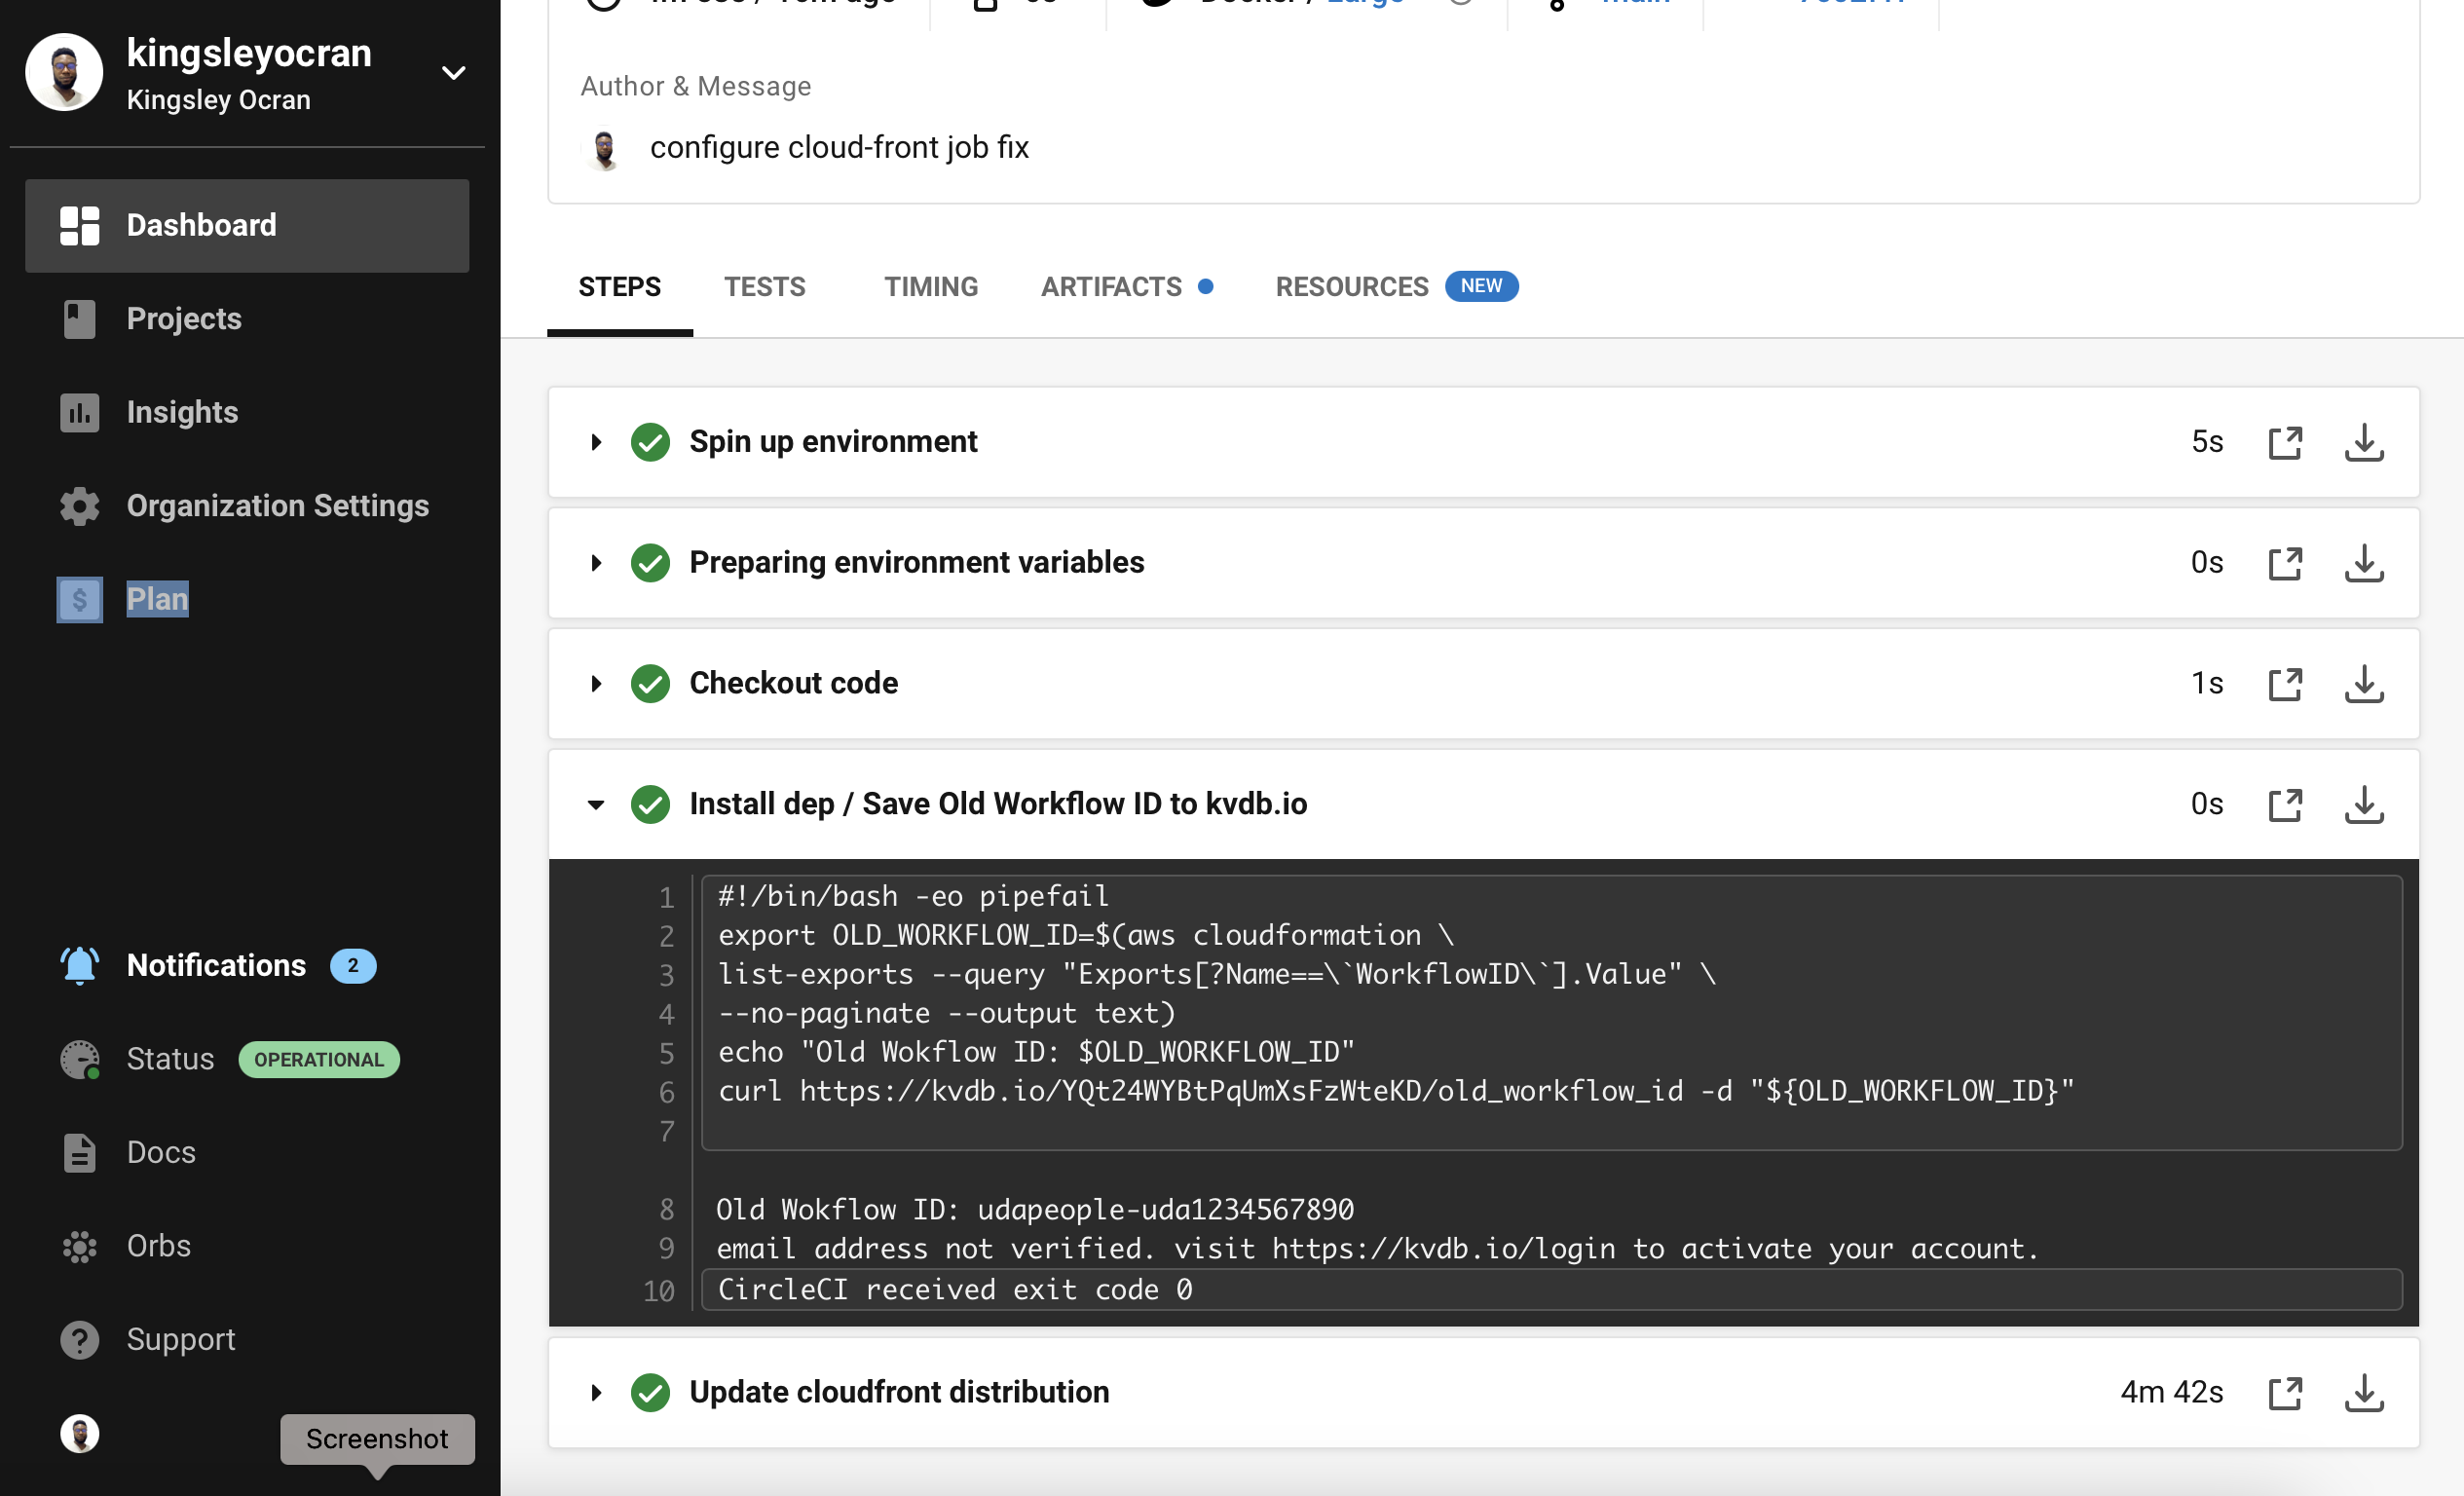 kingsleyocran
Kingsley Ocran
Dashboard
Projects
Insights
Organization Settings
$ Plan
Notifications 2
Status OPERATIONAL
Docs
Orbs
Support
Screenshot
Author & Message
configure cloud-front job fix
STEPS TESTS TIMING ARTIFACTS RESOURCES NEW
Spin up environment 5s
Preparing environment variables 0s
Checkout code 1s
Install dep / Save Old Workflow ID to kvdb.io 0s
1 #!/bin/bash -eo pipefail
2 export OLD_WORKFLOW_ID=$(aws cloudformation \
3 list-exports --query "Exports[?Name==\`WorkflowID\`].Value" \
4 --no-paginate --output text)
5 echo "Old Wokflow ID: $OLD_WORKFLOW_ID"
6 curl https://kvdb.io/YQt24WYBtPqUmXsFzWteKD/old_workflow_id -d "${OLD_WORKFLOW_ID}"
7
8 Old Wokflow ID: udapeople-uda1234567890
9 email address not verified. visit https://kvdb.io/login to activate your account.
10 CircleCI received exit code 0
Update cloudfront distribution 4m 42s